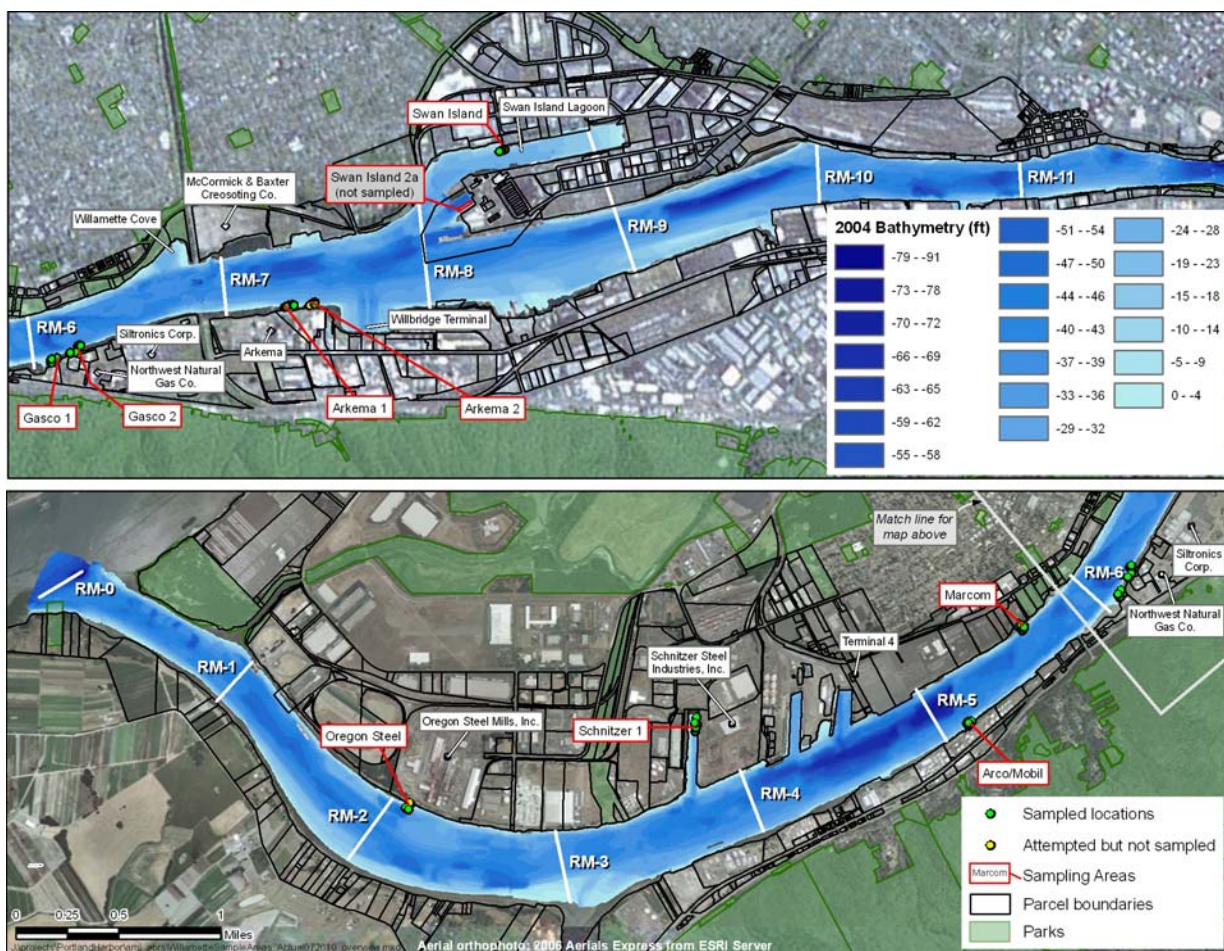 Swan Island
Swan Island Lagoon
McCormick & Baxter
Creosoting Co.
Swan Island 2a
(not sampled)
Willamette Cove
RM-10
RM-11
RM-9
RM-7
RM-8
RM-6
Siltronics Corp.
Arkema
Willbridge Terminal
Northwest Natural
Gas Co.
Gasco 1
Gasco 2
Arkema 1
Arkema 2
2004 Bathymetry (ft)
-79 - -91
-73 - -78
-70 - -72
-66 - -69
-63 - -65
-59 - -62
-55 - -58
-51 - -54
-47 - -50
-44 - -46
-40 - -43
-37 - -39
-33 - -36
-29 - -32
-24 - -28
-19 - -23
-15 - -18
-10 - -14
-5 - -9
0 - -4
Match line for
map above
Siltronics
Corp.
RM-0
RM-6
Marcom
Northwest Natural
Gas Co.
RM-1
Schnitzer Steel
Industries, Inc.
Terminal 4
RM-5
Oregon Steel
Oregon Steel Mills, Inc.
Schnitzer 1
Arco/Mobil
RM-4
RM-2
RM-3
Sampled locations
Attempted but not sampled
Marcom
Sampling Areas
Parcel boundaries
Parks
0 0.25 0.5 1
Miles
Aerial orthophoto: 2006 Aerials Express from ESRI Server